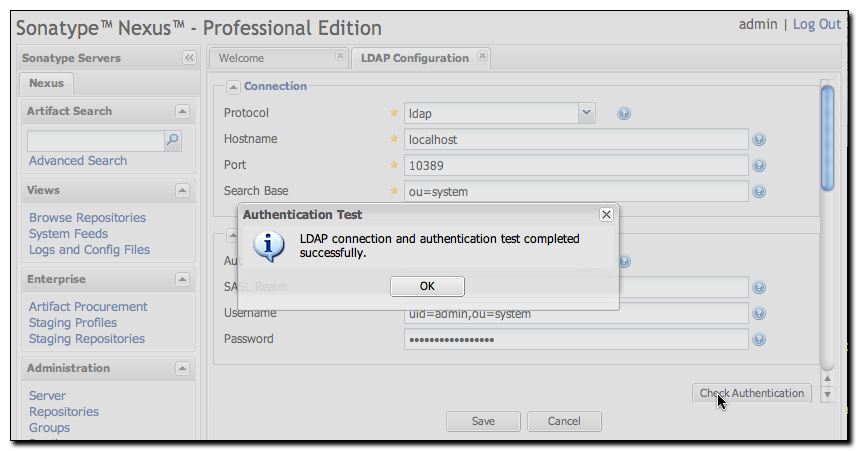 Sonatype™ Nexus™ - Professional Edition
admin | Log Out
Sonatype Servers
Nexus
Artifact Search
Advanced Search
Views
Browse Repositories
System Feeds
Logs and Config Files
Enterprise
Artifact Procurement
Staging Profiles
Staging Repositories
Administration
Server
Repositories
Groups
Welcome
LDAP Configuration
Connection
Protocol
ldap
Hostname
localhost
Port
10389
Search Base
ou=system
Authentication Test
LDAP connection and authentication test completed
successfully.
OK
SASL Realm
Username
uid=admin,ou=system
Password
•••••••••••••••••
Check Authentication
Save
Cancel